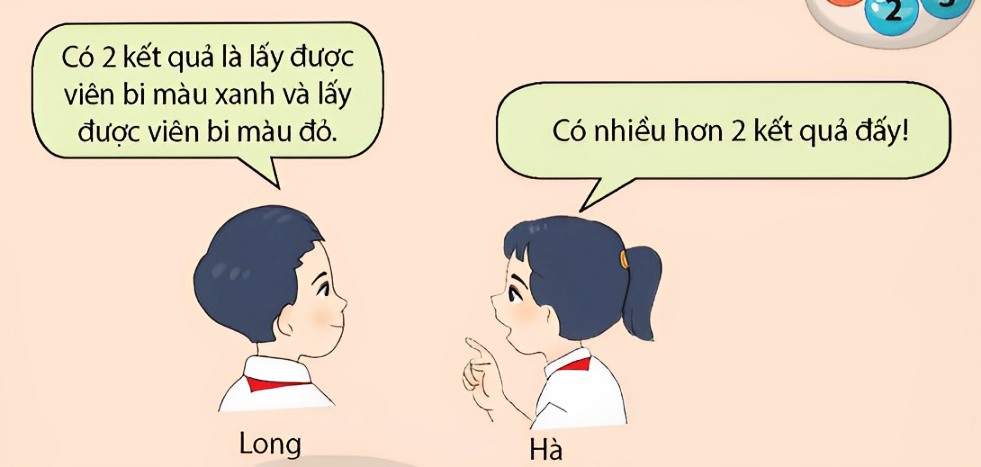 2
Có 2 kết quả là lấy được
viên bi màu xanh và lấy
được viên bi màu đỏ.
Có nhiều hơn 2 kết quả đấy!
Long
Hà